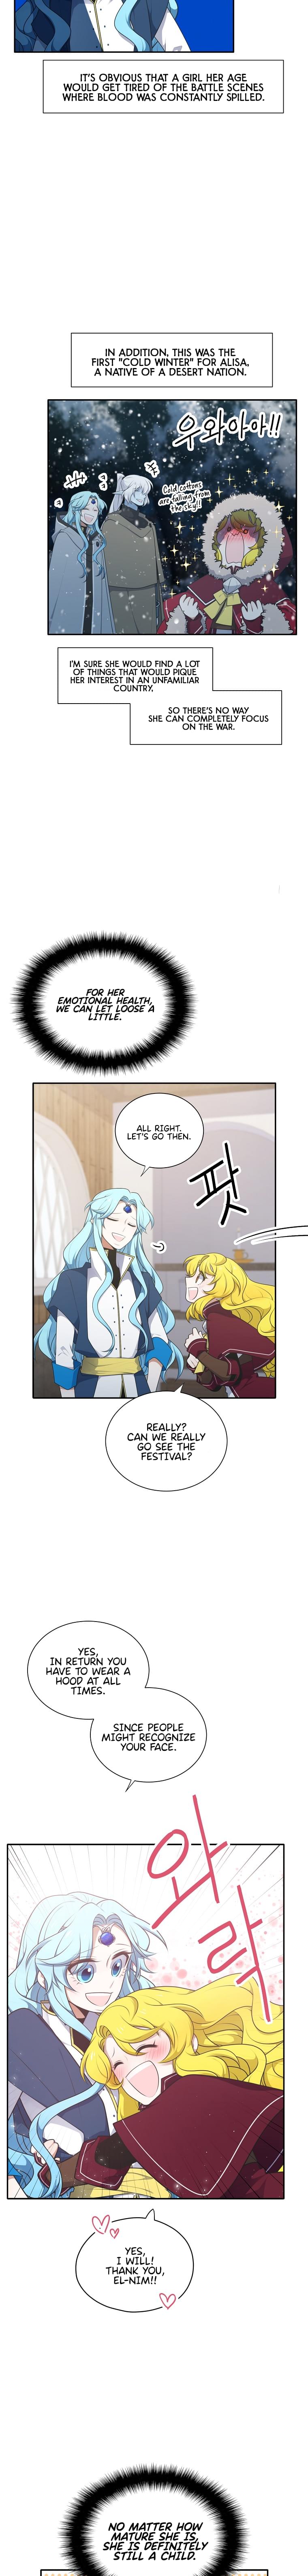 IT'S OBVIOUS THAT A GIRL HER AGE
WOULD GET TIRED OF THE BATTLE SCENES
WHERE BLOOD WAS CONSTANTLY SPILLED.
IN ADDITION, THIS WAS THE
FIRST "COLD WINTER" FOR ALISA,
A NATIVE OF A DESERT NATION.
우와아아!!
Cold cottons
are falling from
the sky!!
I'M SURE SHE WOULD FIND A LOT
OF THINGS THAT WOULD PIQUE
HER INTEREST IN AN UNFAMILIAR
COUNTRY.
SO THERE'S NO WAY
SHE CAN COMPLETELY FOCUS
ON THE WAR.
FOR HER
EMOTIONAL HEALTH,
WE CAN LET LOOSE A
LITTLE.
ALL RIGHT.
LET'S GO THEN.
팟
REALLY?
CAN WE REALLY
GO SEE THE
FESTIVAL?
YES,
IN RETURN YOU
HAVE TO WEAR A
HOOD AT ALL
TIMES.
SINCE PEOPLE
MIGHT RECOGNIZE
YOUR FACE.
와
락
YES,
I WILL!
THANK YOU,
EL-NIM!!
NO MATTER HOW
MATURE SHE IS,
SHE IS DEFINITELY
STILL A CHILD.